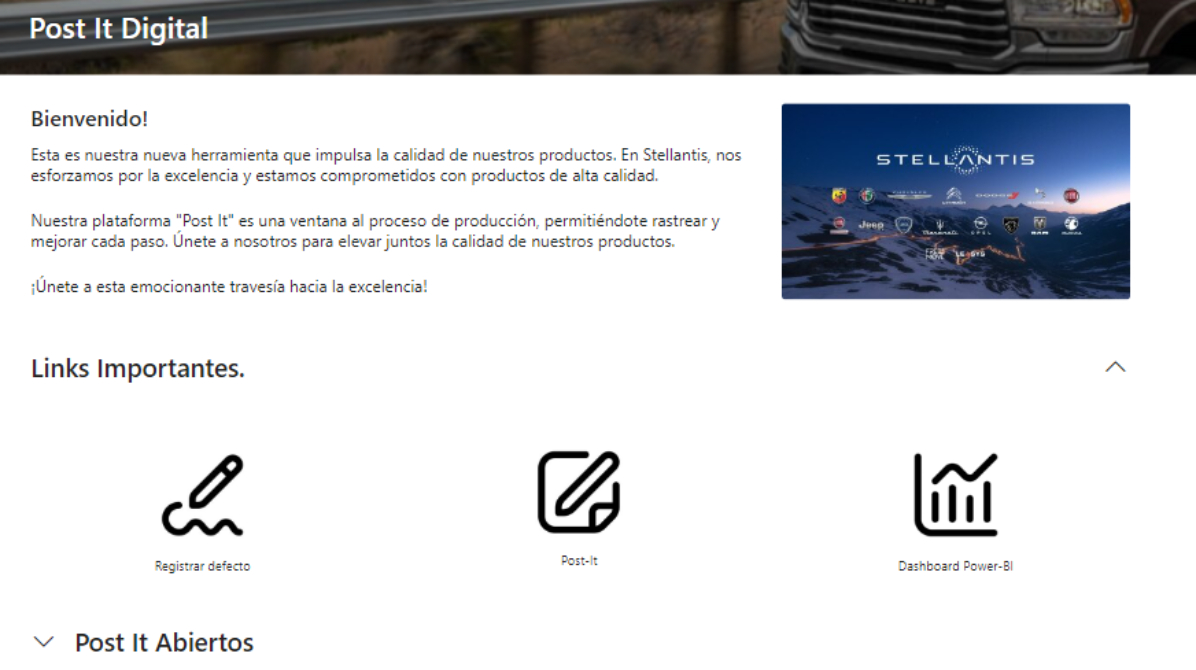 Post It Digital
Bienvenido!
Esta es nuestra nueva herramienta que impulsa la calidad de nuestros productos. En Stellantis, nos
esforzamos por la excelencia y estamos comprometidos con productos de alta calidad.
Nuestra plataforma "Post It" es una ventana al proceso de producción, permitiéndote rastrear y
mejorar cada paso. Únete a nosotros para elevar juntos la calidad de nuestros productos.
¡Únete a esta emocionante travesía hacia la excelencia!
STELLANTIS
Jeep
OPEL
RAM
Links Importantes.
Registrar defecto
Post-It
Dashboard Power-BI
Post It Abiertos